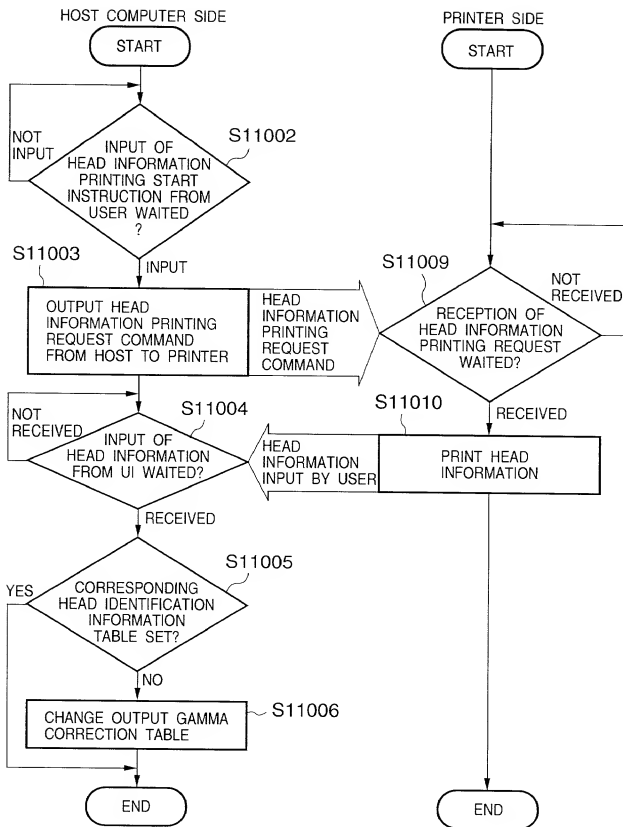 HOST COMPUTER SIDE
START
NOT
INPUT
INPUT OF
HEAD INFORMATION
PRINTING START
INSTRUCTION FROM
USER WAITED
?
S11002
INPUT
S11003
OUTPUT HEAD
INFORMATION PRINTING
REQUEST COMMAND
FROM HOST TO PRINTER
HEAD
INFORMATION
PRINTING
REQUEST
COMMAND
NOT
RECEIVED
S11004
INPUT OF
HEAD INFORMATION
FROM UI WAITED?
HEAD
INFORMATION
INPUT BY USER
RECEIVED
S11005
YES
CORRESPONDING
HEAD IDENTIFICATION
INFORMATION
TABLE SET?
NO
CHANGE OUTPUT GAMMA
CORRECTION TABLE
S11006
END
PRINTER SIDE
START
S11009
NOT
RECEIVED
RECEPTION OF
HEAD INFORMATION
PRINTING REQUEST
WAITED?
S11010
RECEIVED
PRINT HEAD
INFORMATION
END